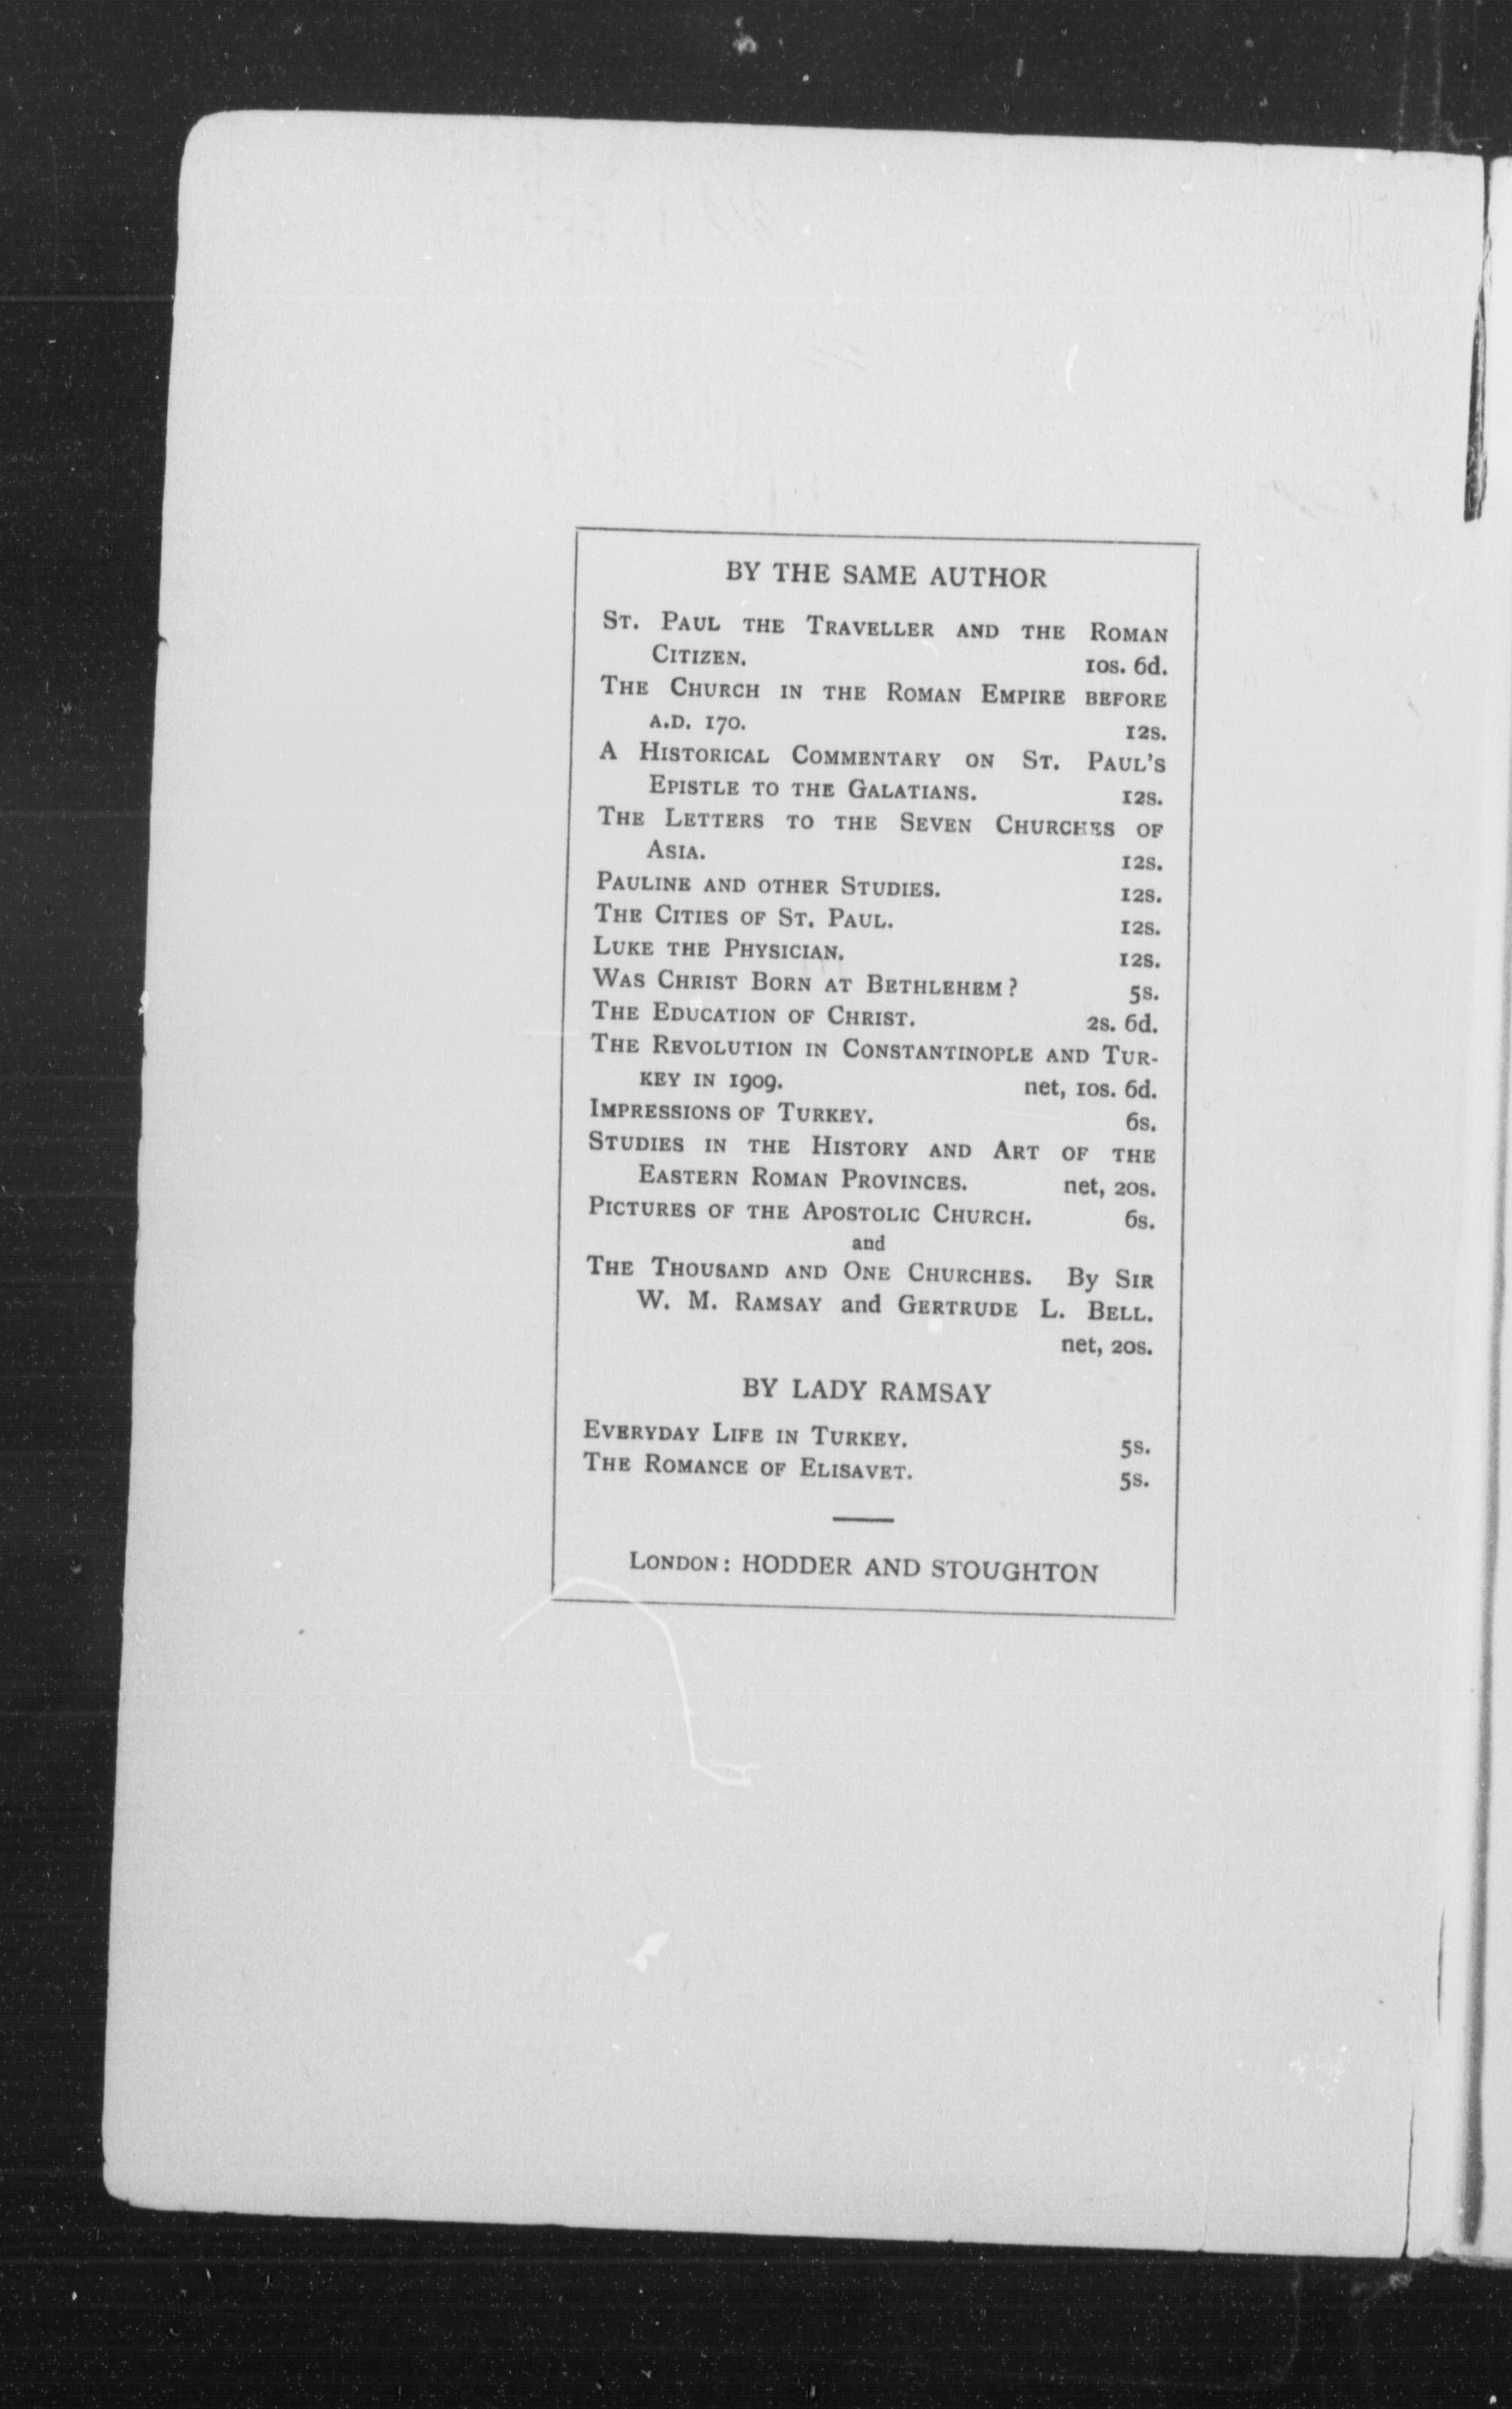 BY THE SAME AUTHOR
St. Paul the Traveller and the Roman
Citizen. 10s. 6d.
The Church in the Roman Empire before
A.D. 170. 12s.
A Historical Commentary on St. Paul's
Epistle to the Galatians. 12s.
The Letters to the Seven Churches of
Asia. 12s.
Pauline and other Studies. 12s.
The Cities of St. Paul. 12s.
Luke the Physician. 12s.
Was Christ Born at Bethlehem? 5s.
The Education of Christ. 2s. 6d.
The Revolution in Constantinople and Tur-
key in 1909. net, 10s. 6d.
Impressions of Turkey. 6s.
Studies in the History and Art of the
Eastern Roman Provinces. net, 20s.
Pictures of the Apostolic Church. 6s.
and
The Thousand and One Churches. By Sir
W. M. Ramsay and Gertrude L. Bell.
net, 20s.
BY LADY RAMSAY
Everyday Life in Turkey. 5s.
The Romance of Elisavet. 5s.
London: HODDER AND STOUGHTON